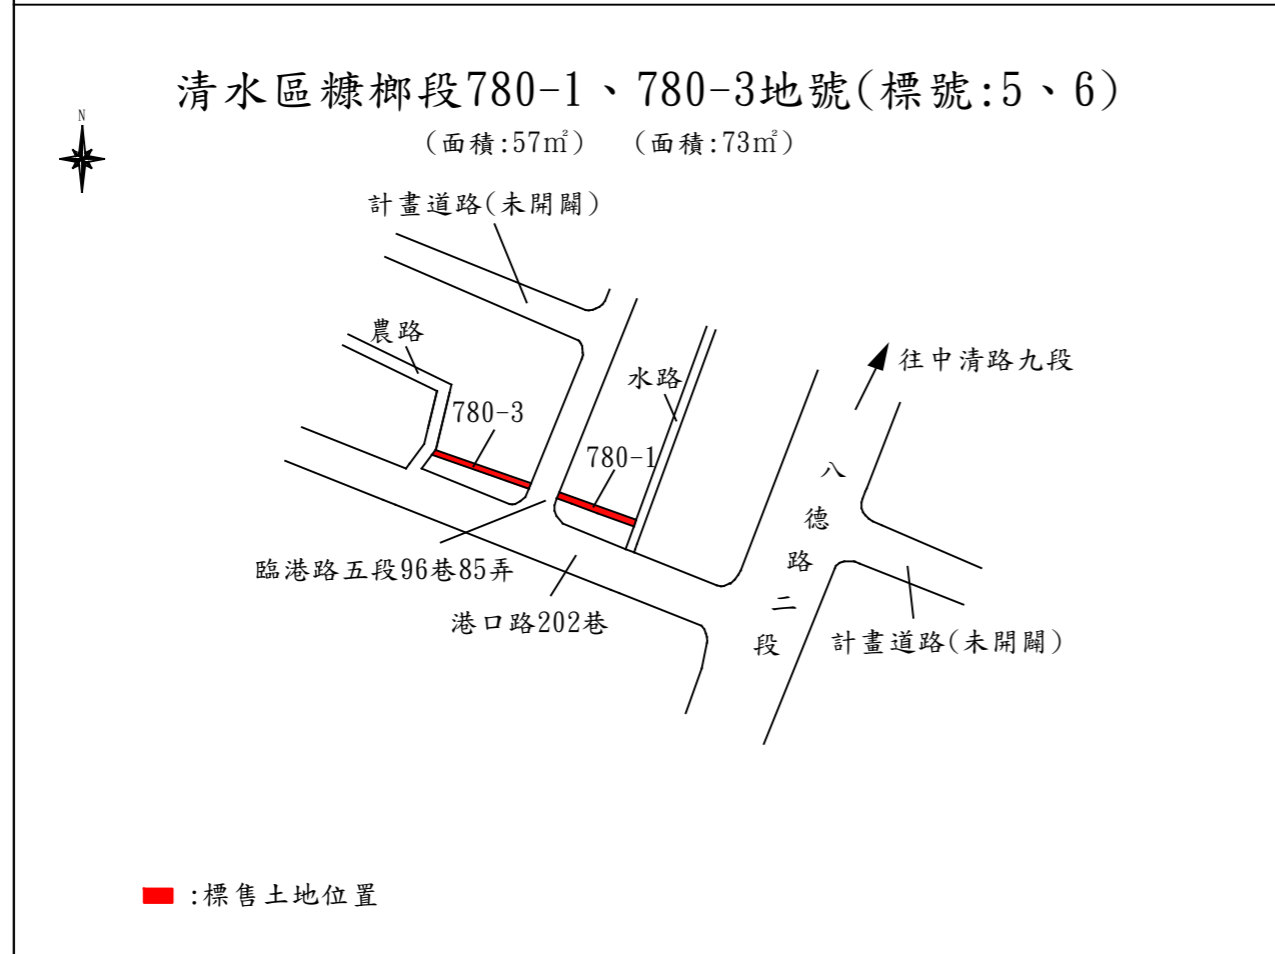 清水區糠榔段780-1、780-3地號(標號:5、6)
(面積:57㎡) (面積:73㎡)
N
計畫道路(未開闢)
農路
水路
往中清路九段
780-3
780-1
八德路二段
臨港路五段96巷85弄
港口路202巷
計畫道路(未開闢)
:標售土地位置